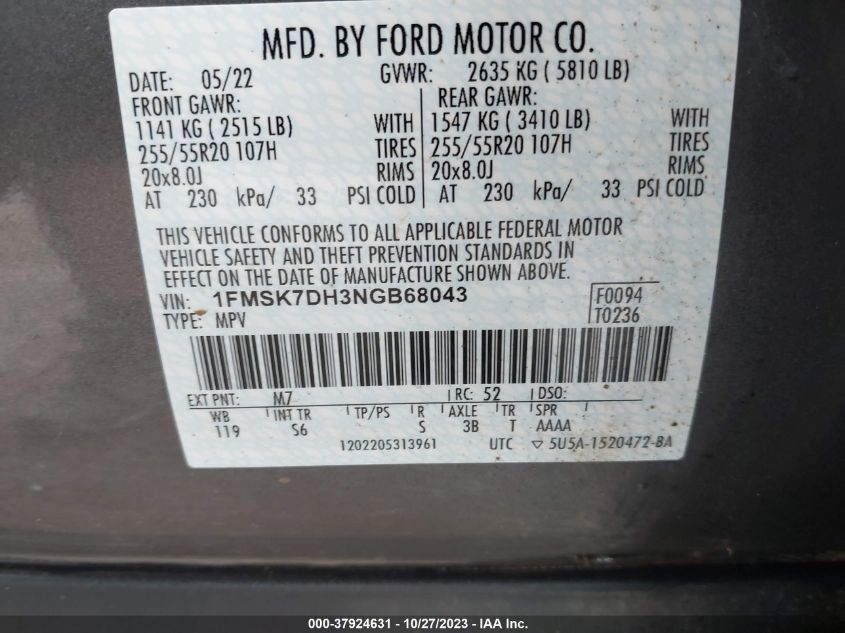 MFD. BY FORD MOTOR CO.
DATE: 05/22 GVWR: 2635 KG ( 5810 LB)
FRONT GAWR: REAR GAWR:
1141 KG ( 2515 LB) WITH 1547 KG ( 3410 LB) WITH
255/55R20 107H TIRES 255/55R20 107H TIRES
20x8.0J RIMS 20x8.0J RIMS
AT 230 kPa/ 33 PSI COLD AT 230 kPa/ 33 PSI COLD
THIS VEHICLE CONFORMS TO ALL APPLICABLE FEDERAL MOTOR
VEHICLE SAFETY AND THEFT PREVENTION STANDARDS IN
EFFECT ON THE DATE OF MANUFACTURE SHOWN ABOVE.
VIN: 1FMSK7DH3NGB68043 F0094
TYPE: MPV T0236
EXT PNT: M7 RC: 52 DSO:
WB INT TR TP/PS R AXLE TR SPR
119 S6 S 3B T AAAA
1202205313961 UTC ▽ 5U5A-1520472-BA
000-37924631 - 10/27/2023 - IAA Inc.